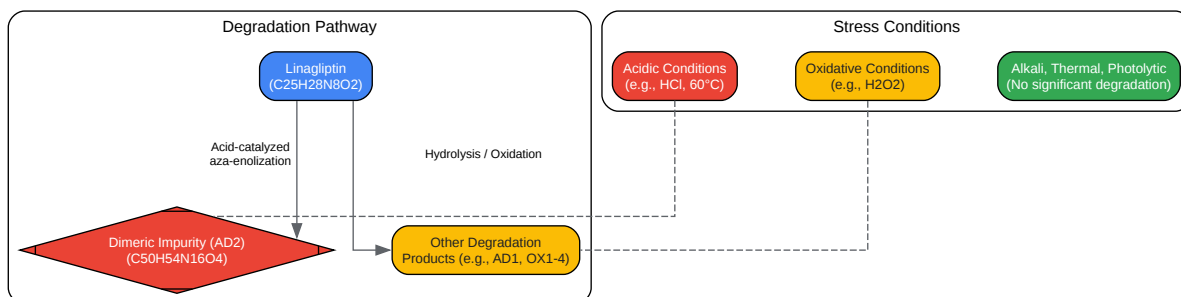 Degradation Pathway
Stress Conditions
Linagliptin
(C25H28N8O2)
Acidic Conditions
(e.g., HCl, 60°C)
Oxidative Conditions
(e.g., H2O2)
Alkali, Thermal, Photolytic
(No significant degradation)
Acid-catalyzed
aza-enolization
Hydrolysis / Oxidation
Dimeric Impurity (AD2)
(C50H54N16O4)
Other Degradation
Products (e.g., AD1, OX1-4)